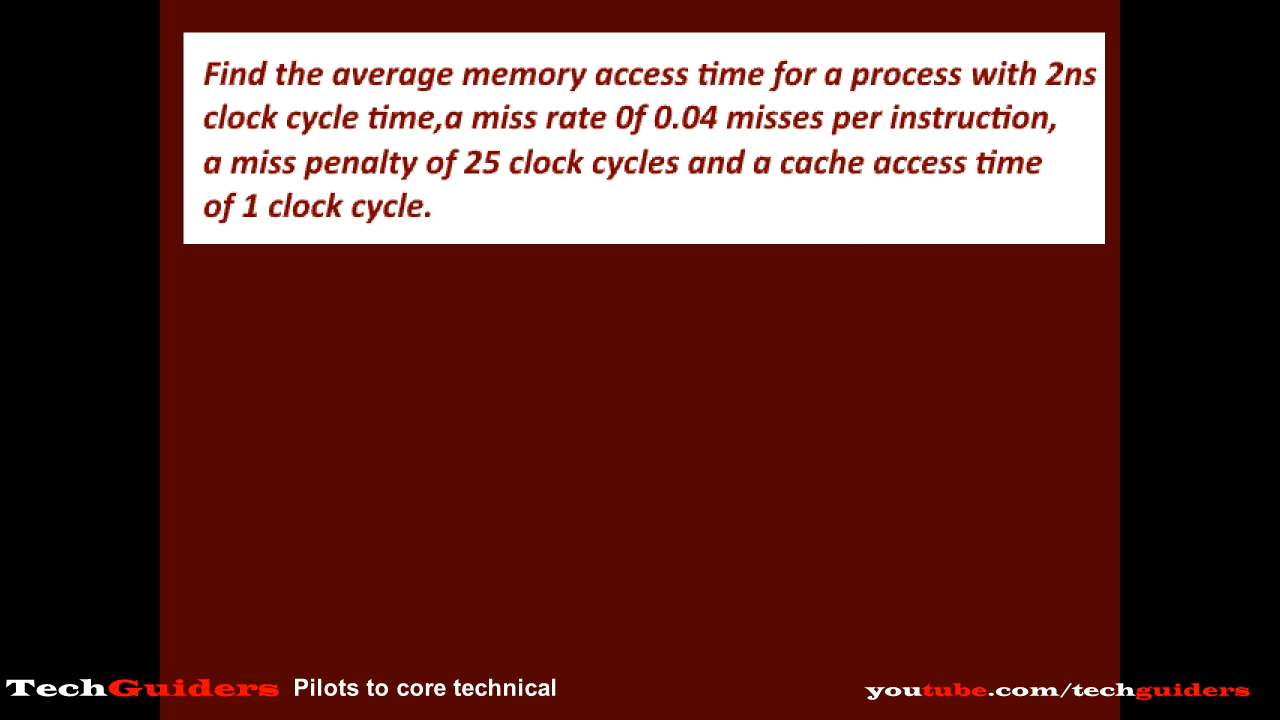 Find the average memory access time for a process with 2ns
clock cycle time,a miss rate 0f 0.04 misses per instruction,
a miss penalty of 25 clock cycles and a cache access time
of 1 clock cycle.
TechGuiders Pilots to core technical youtube.com/techguiders